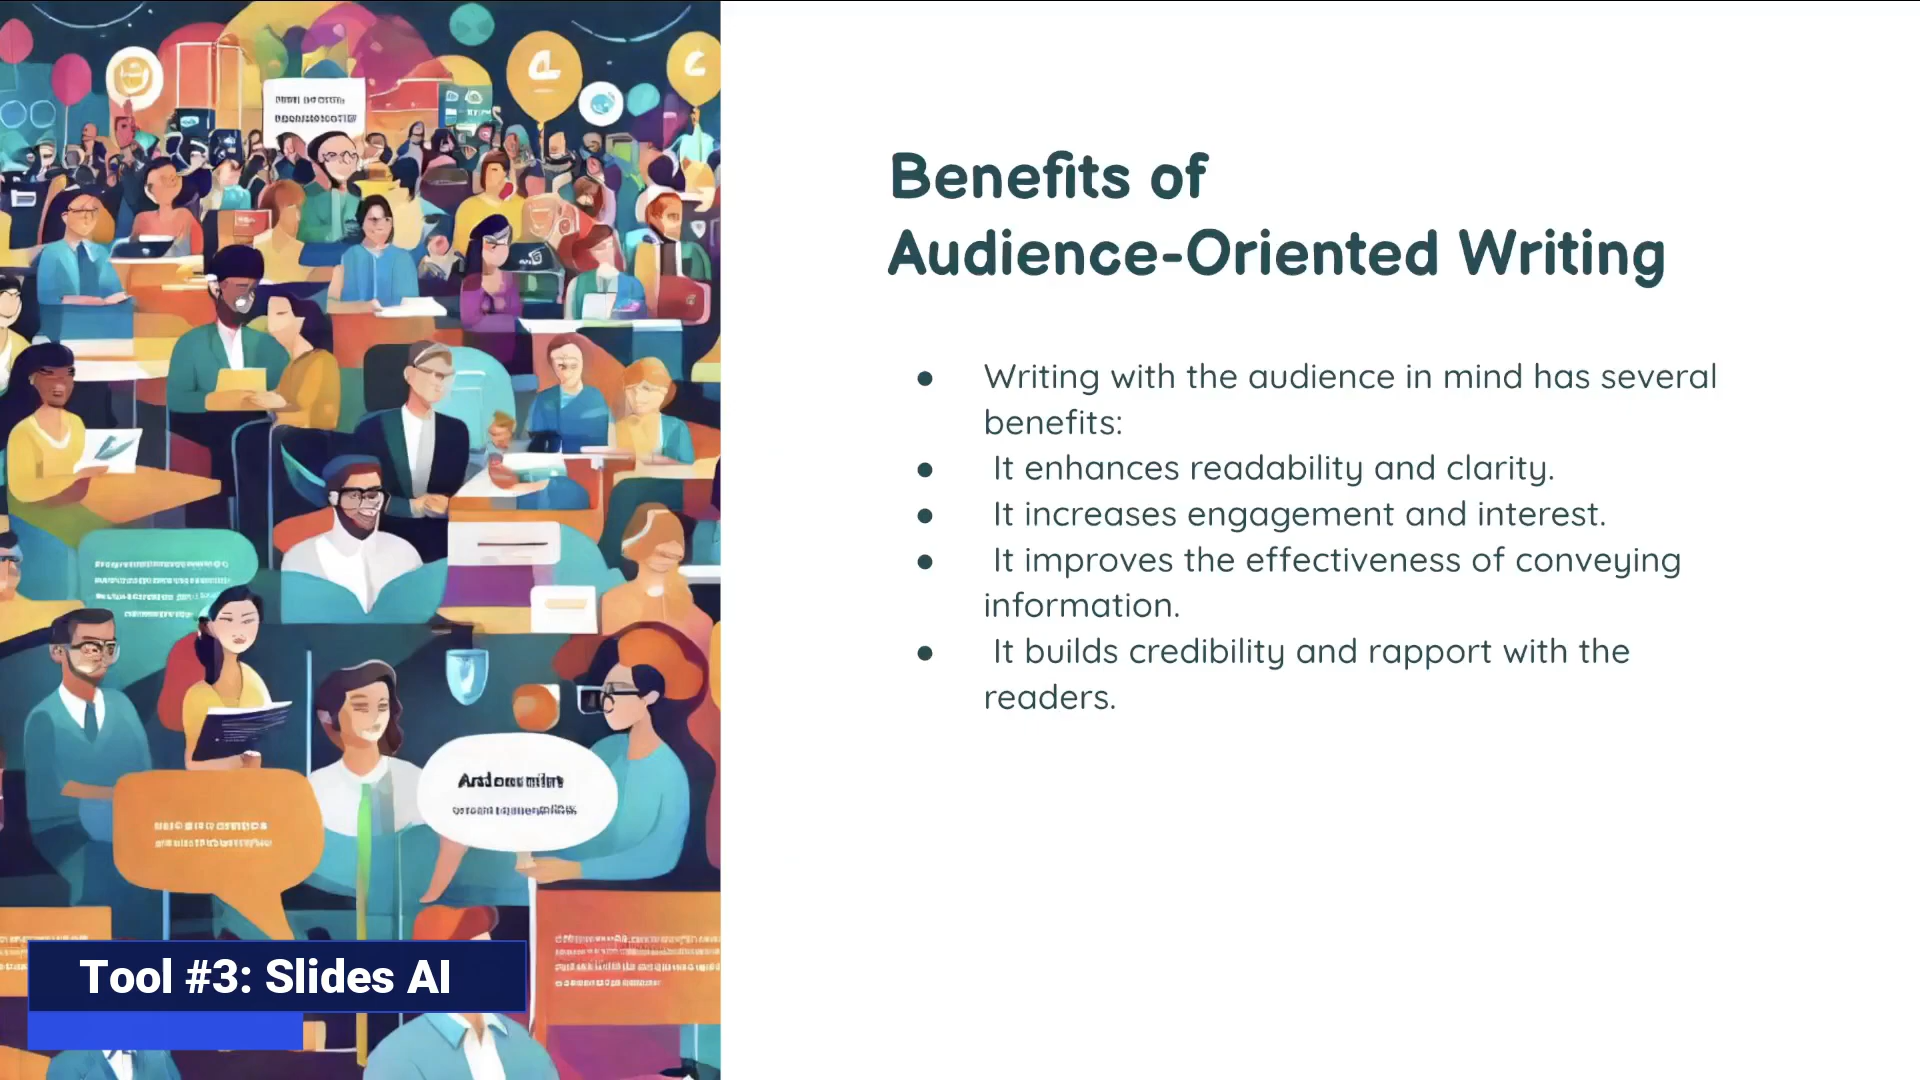 Benefits of
Audience-Oriented Writing
● Writing with the audience in mind has several
benefits:
● It enhances readability and clarity.
● It increases engagement and interest.
● It improves the effectiveness of conveying
information.
● It builds credibility and rapport with the
readers.
Tool #3: Slides AI